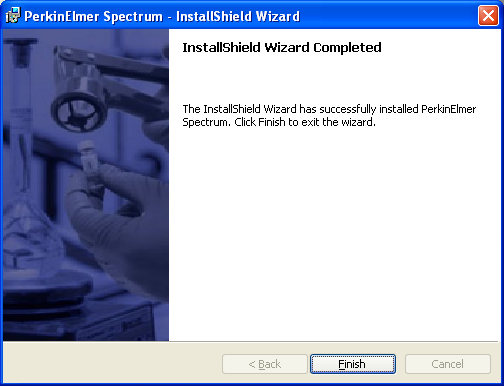 PerkinElmer Spectrum - InstallShield Wizard
InstallShield Wizard Completed
The InstallShield Wizard has successfully installed PerkinElmer
Spectrum. Click Finish to exit the wizard.
< Back
Finish
Cancel